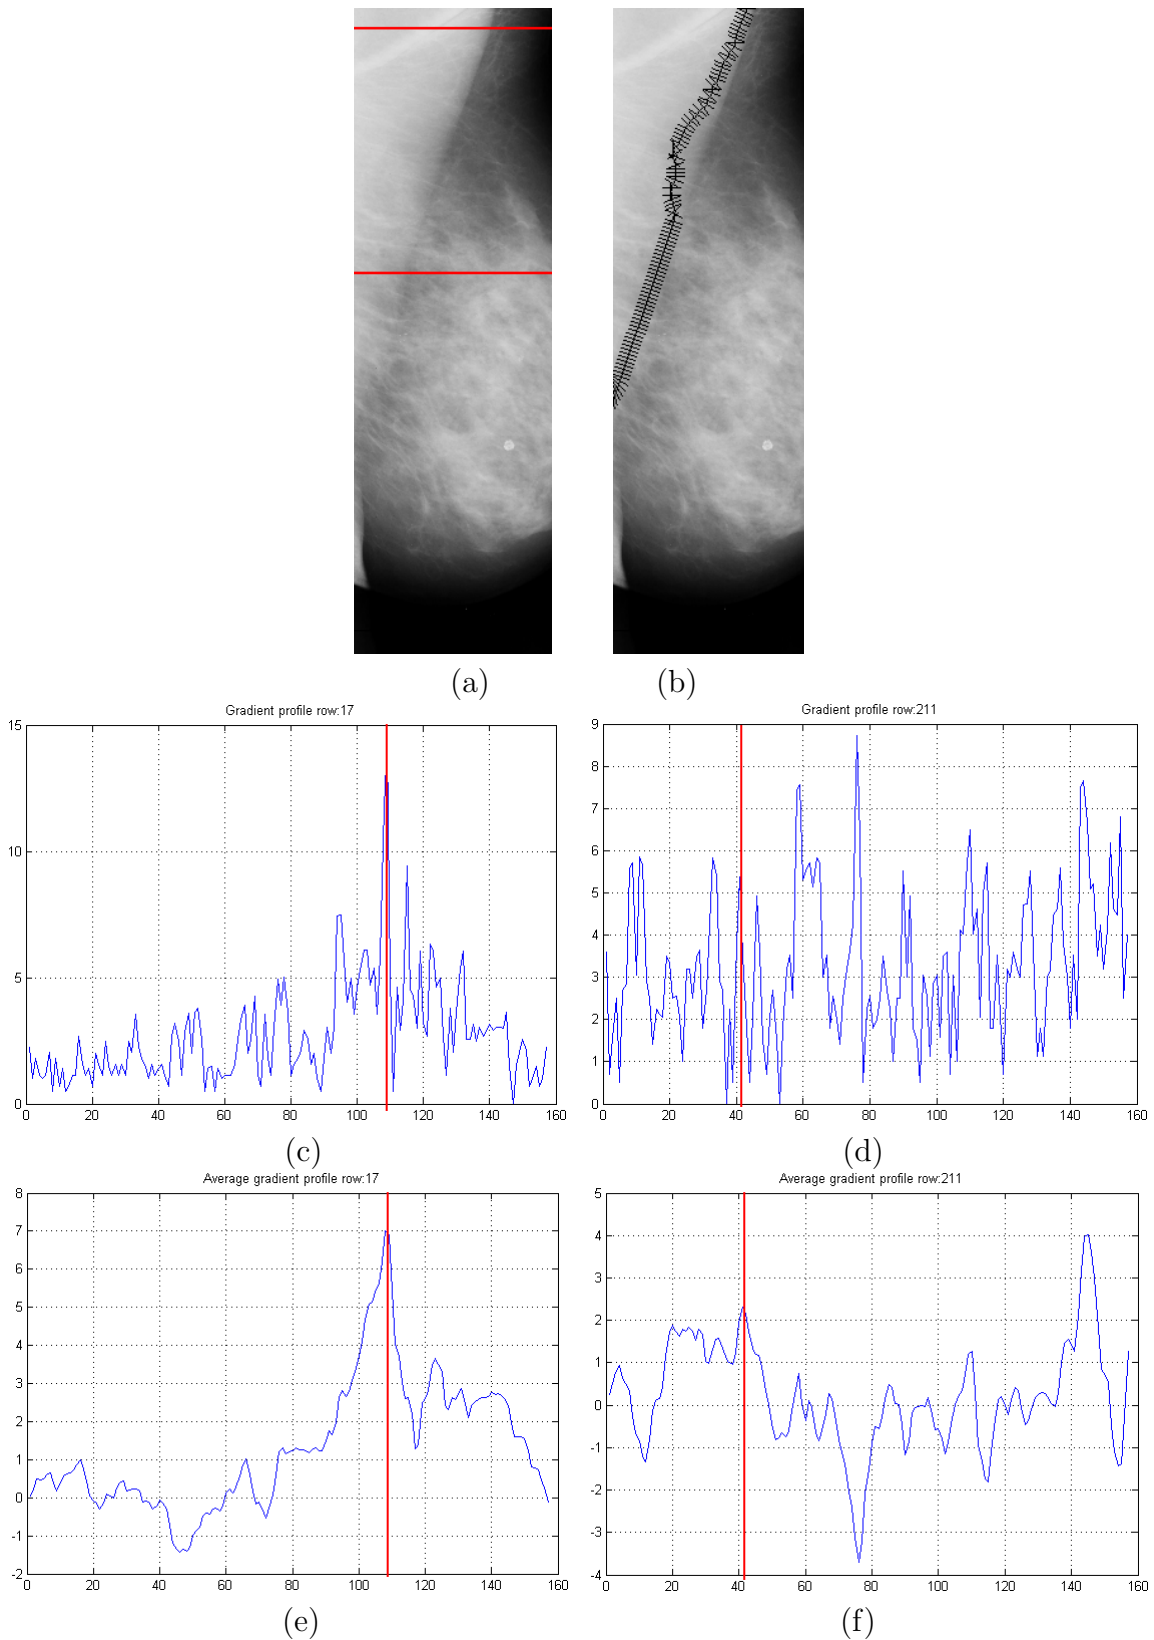 (a) (b)
Gradient profile row:17
15
10
5
0
0 20 40 60 80 100 120 140 160
(c)
Gradient profile row:211
9
8
7
6
5
4
3
2
1
0
0 20 40 60 80 100 120 140 160
(d)
Average gradient profile row:17
8
7
6
5
4
3
2
1
0
-1
-2
0 20 40 60 80 100 120 140 160
(e)
Average gradient profile row:211
5
4
3
2
1
0
-1
-2
-3
-4
0 20 40 60 80 100 120 140 160
(f)